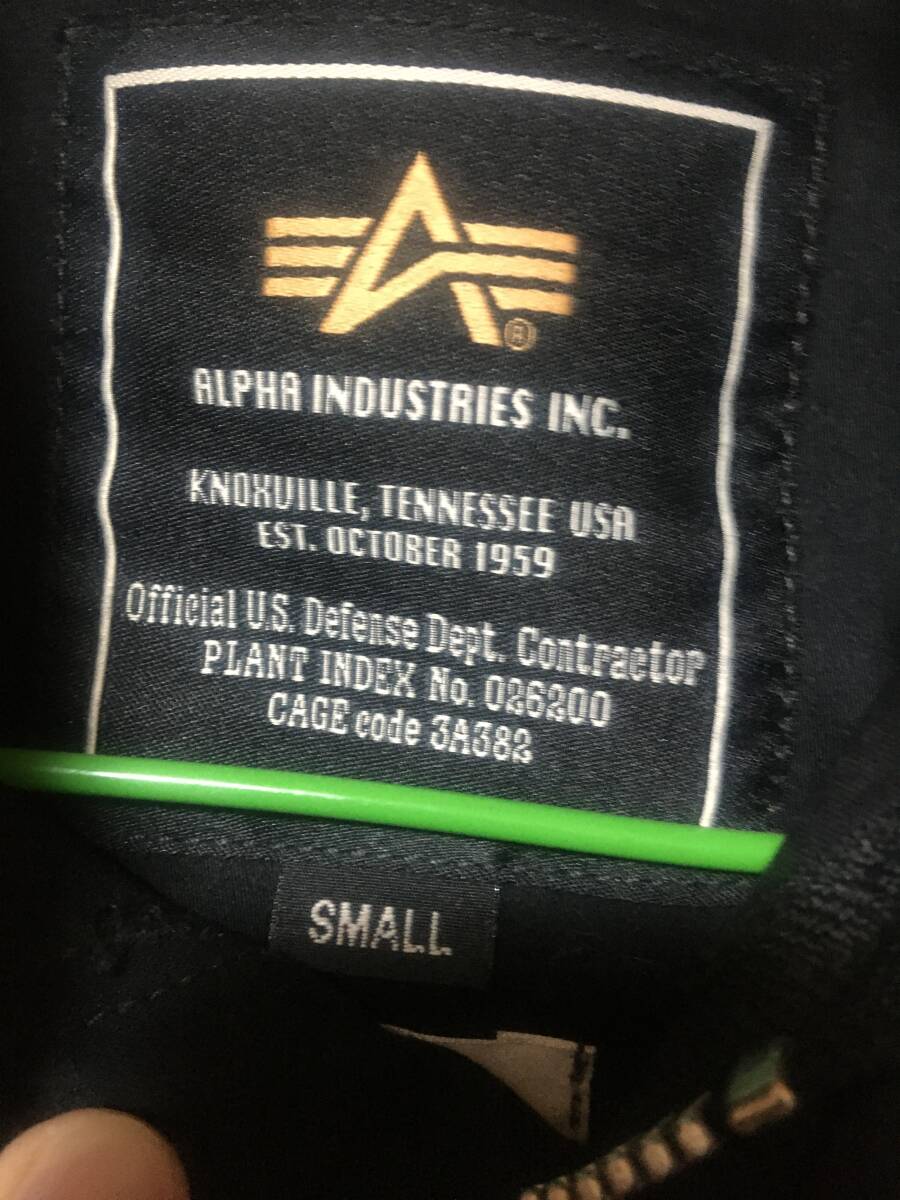 ®
ALPHA INDUSTRIES INC.
KNOXVILLE, TENNESSEE USA
EST. OCTOBER 1959
Official U.S. Defense Dept. Contractor
PLANT INDEX No. 026200
CAGE code 3A382
SMALL